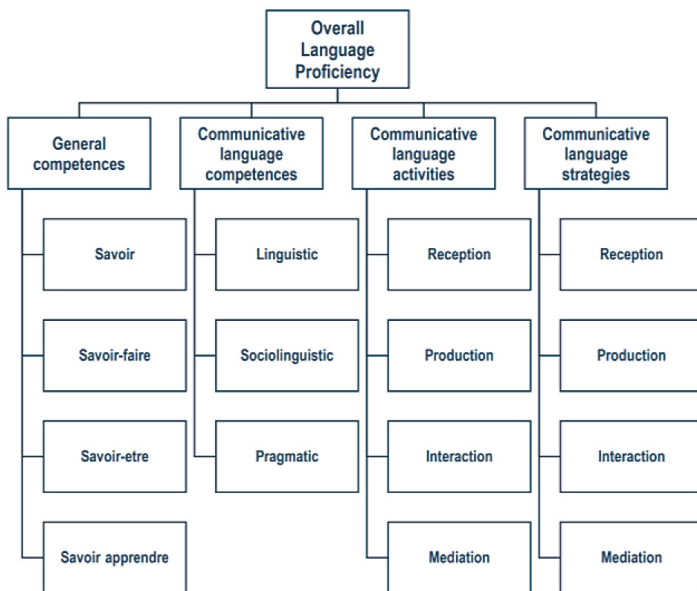 Overall
Language
Proficiency
General
competences
Communicative
language
competences
Communicative
language
activities
Communicative
language
strategies
Savoir
Linguistic
Reception
Reception
Savoir-faire
Sociolinguistic
Production
Production
Savoir-etre
Pragmatic
Interaction
Interaction
Savoir apprendre
Mediation
Mediation